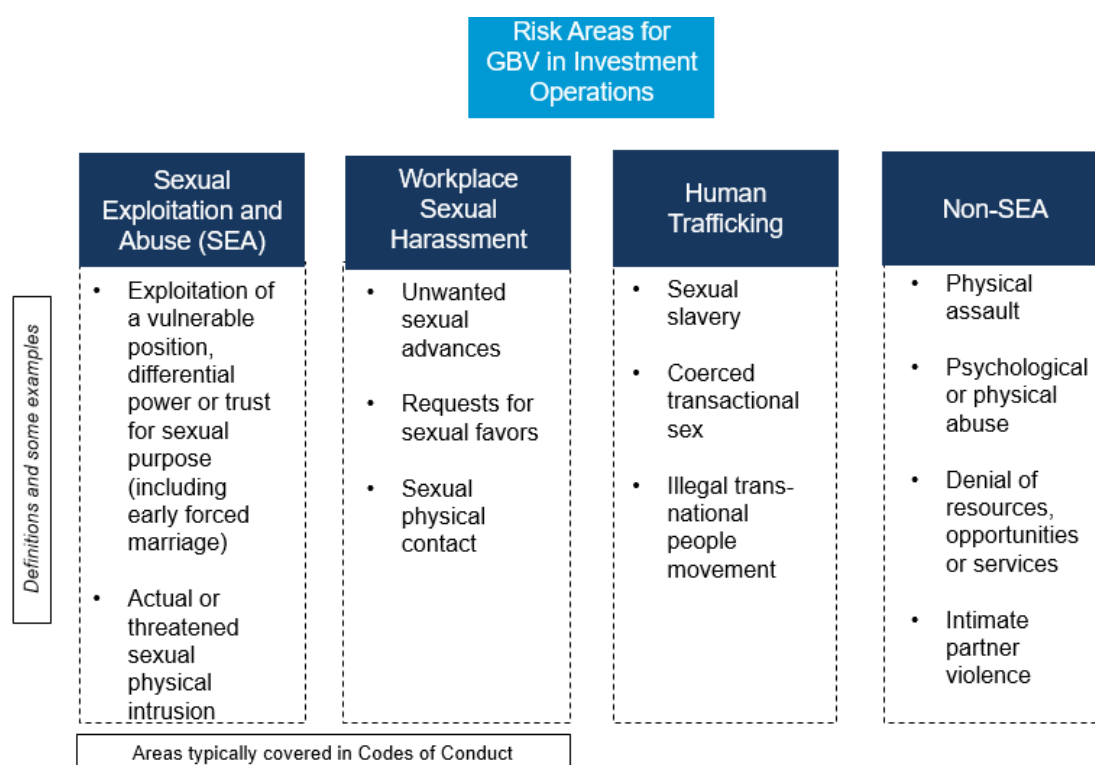 Risk Areas for
GBV in Investment
Operations
Sexual
Exploitation and
Abuse (SEA)
Workplace
Sexual
Harassment
Human
Trafficking
Non-SEA
Definitions and some examples
• Exploitation of
a vulnerable
position,
differential
power or trust
for sexual
purpose
(including
early forced
marriage)
• Actual or
threatened
sexual
physical
intrusion
• Unwanted
sexual
advances
• Requests for
sexual favors
• Sexual
physical
contact
• Sexual
slavery
• Coerced
transactional
sex
• Illegal trans-
national
people
movement
• Physical
assault
• Psychological
or physical
abuse
• Denial of
resources,
opportunities
or services
• Intimate
partner
violence
Areas typically covered in Codes of Conduct